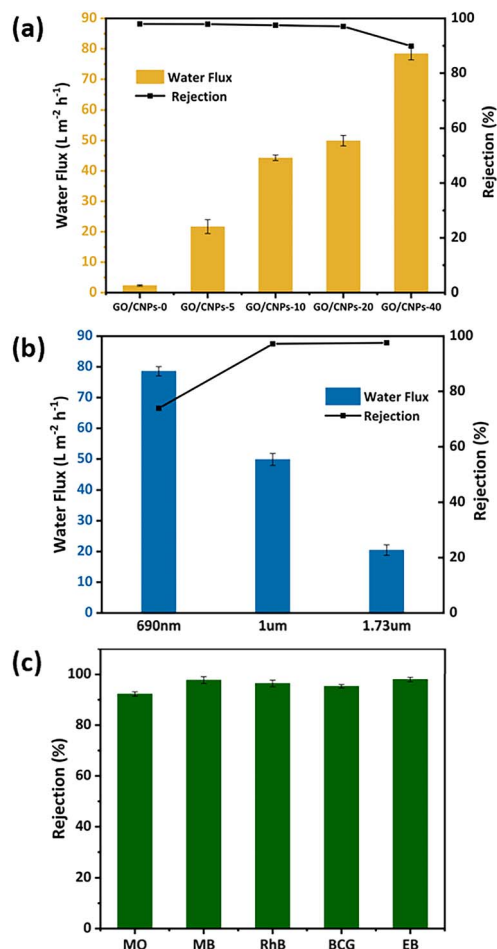 (a)
90
80
70
60
50
40
30
20
10
0
Water Flux (L m⁻² h⁻¹)
Water Flux
Rejection
100
80
60
40
20
0
Rejection (%)
GO/CNPs-0 GO/CNPs-5 GO/CNPs-10 GO/CNPs-20 GO/CNPs-40
(b)
90
80
70
60
50
40
30
20
10
0
Water Flux (L m⁻² h⁻¹)
Water Flux
Rejection
100
80
60
40
20
0
Rejection (%)
690nm 1um 1.73um
(c)
100
80
60
40
20
0
Rejection (%)
MO MB RhB BCG EB